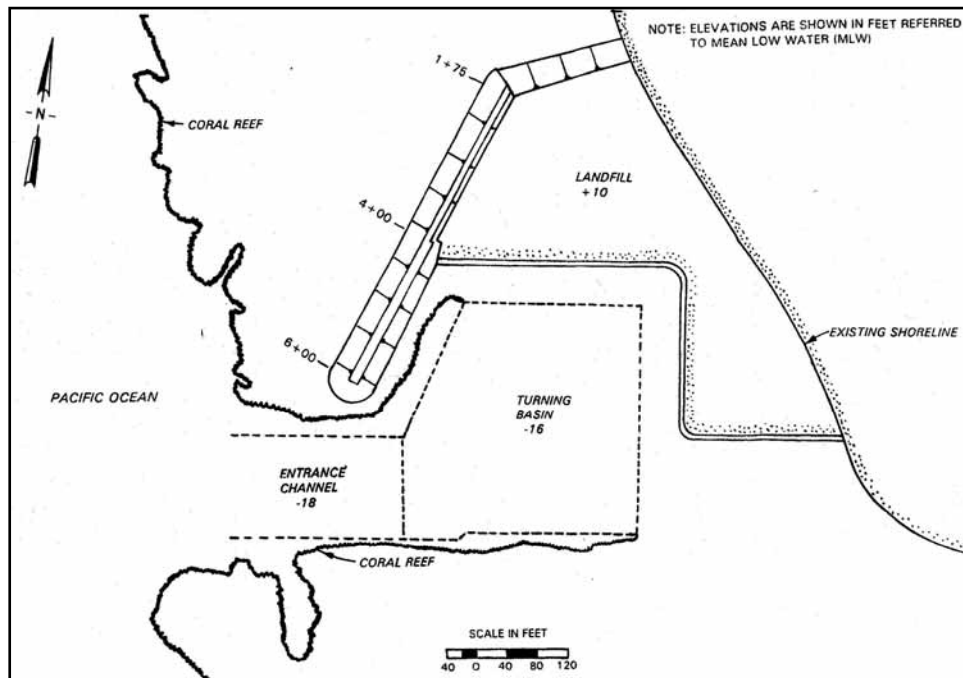 NOTE: ELEVATIONS ARE SHOWN IN FEET REFERRED
TO MEAN LOW WATER (MLW)
1+75
N
CORAL REEF
LANDFILL
+10
4+00
EXISTING SHORELINE
6+00
PACIFIC OCEAN
TURNING
BASIN
-16
ENTRANCE
CHANNEL
-18
CORAL REEF
SCALE IN FEET
40 0 40 80 120